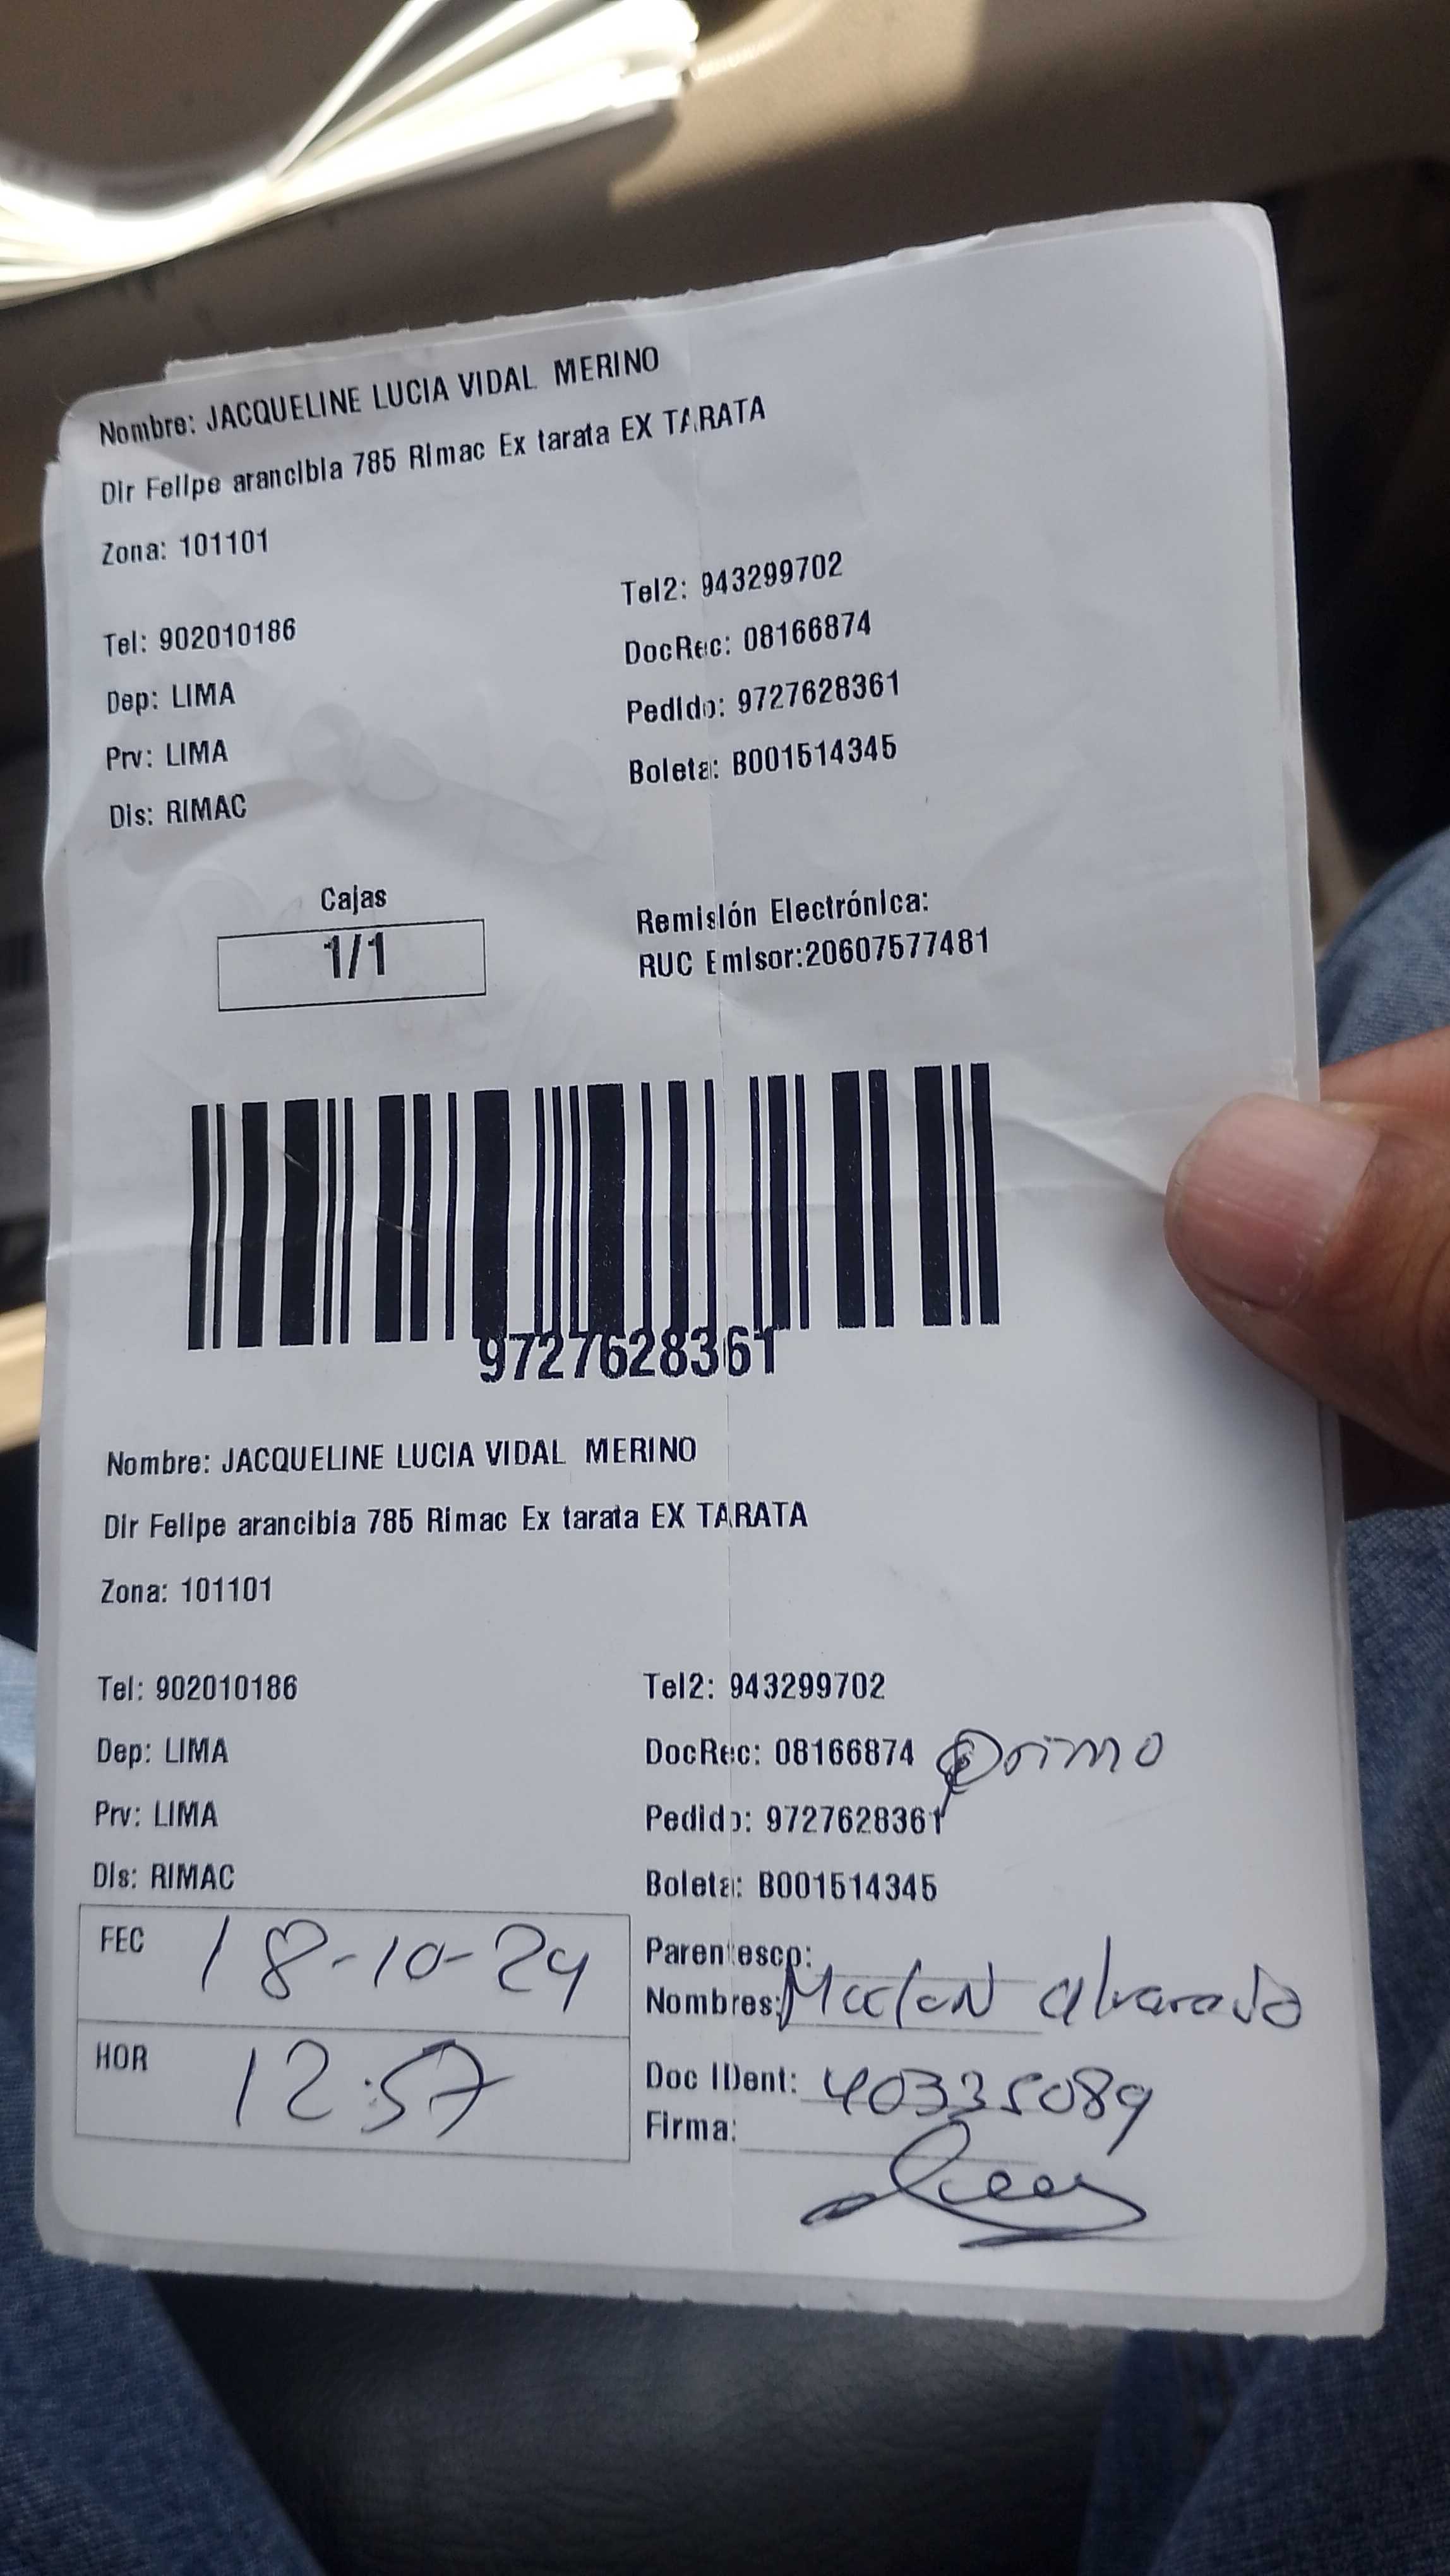 Nombre: JACQUELINE LUCIA VIDAL MERINO
Dir Felipe arancibia 785 Rimac Ex tarata EX TARATA
Zona: 101101
Tel: 902010186 Tel2: 943299702
Dep: LIMA DocRec: 08166874
Prv: LIMA Pedido: 9727628361
Dis: RIMAC Boleta: B001514345
Cajas
1/1
Remisión Electrónica:
RUC Emisor:20607577481
9727628361
Nombre: JACQUELINE LUCIA VIDAL MERINO
Dir Felipe arancibia 785 Rimac Ex tarata EX TARATA
Zona: 101101
Tel: 902010186 Tel2: 943299702
Dep: LIMA DocRec: 08166874 primo
Prv: LIMA Pedido: 9727628361
Dis: RIMAC Boleta: B001514345
FEC 18-10-24
HOR 12:57
Parentesco:
Nombres: alvarado
Doc IDent: 40335089
Firma: